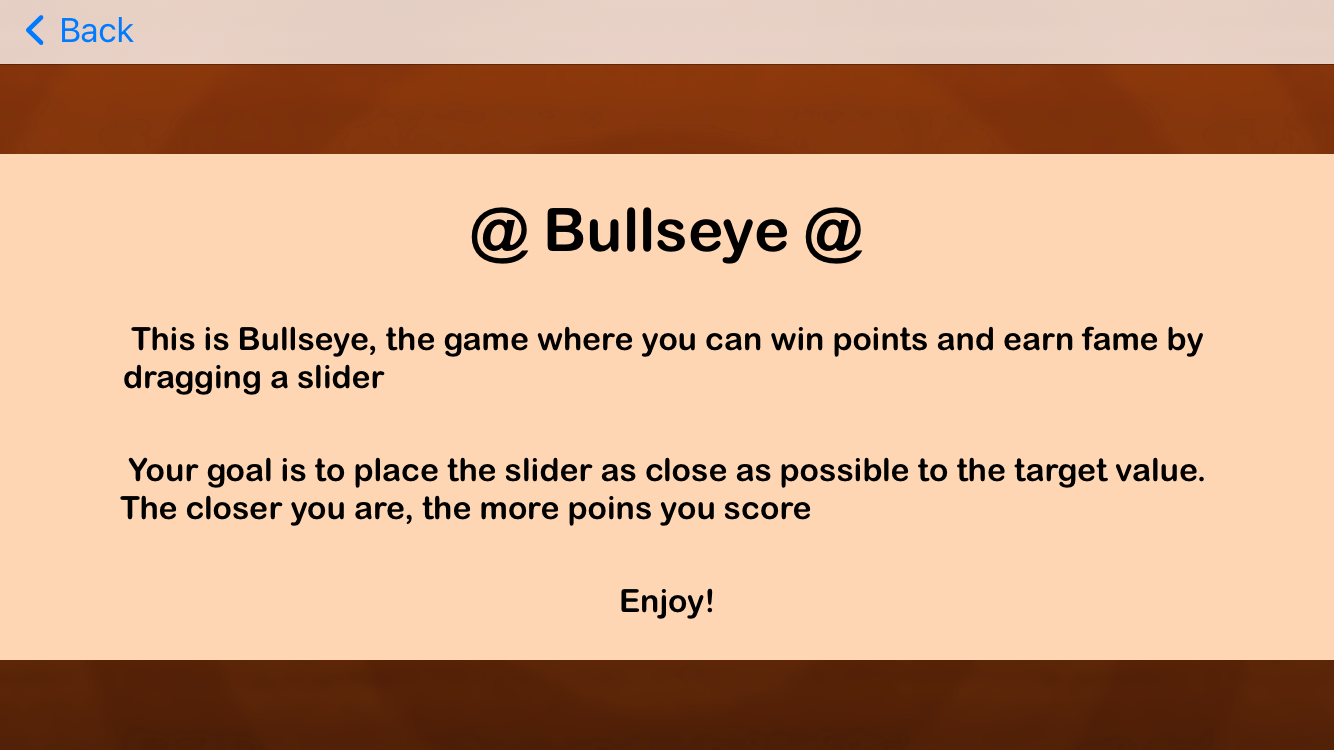 Back
@ Bullseye @
This is Bullseye, the game where you can win points and earn fame by
dragging a slider
Your goal is to place the slider as close as possible to the target value.
The closer you are, the more poins you score
Enjoy!